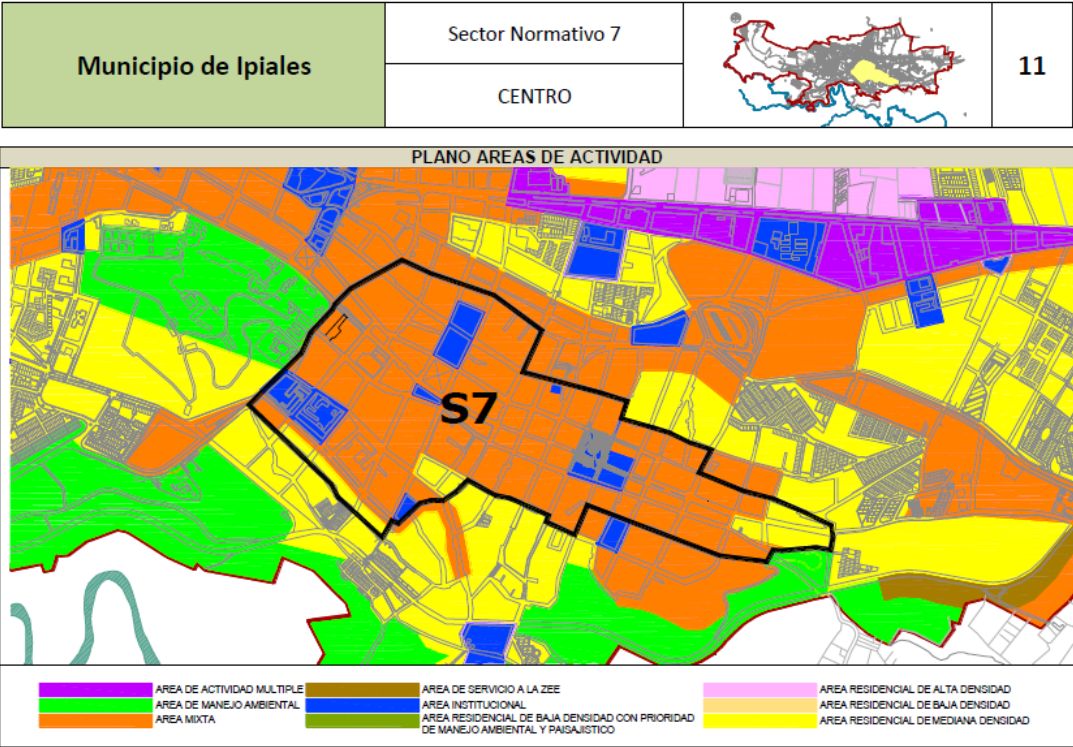 Municipio de Ipiales
Sector Normativo 7
CENTRO
11
PLANO AREAS DE ACTIVIDAD
S7
AREA DE ACTIVIDAD MULTIPLE
AREA DE MANEJO AMBIENTAL
AREA MIXTA
AREA DE SERVICIO A LA ZEE
AREA INSTITUCIONAL
AREA RESIDENCIAL DE BAJA DENSIDAD CON PRIORIDAD
DE MANEJO AMBIENTAL Y PAISAJISTICO
AREA RESIDENCIAL DE ALTA DENSIDAD
AREA RESIDENCIAL DE BAJA DENSIDAD
AREA RESIDENCIAL DE MEDIANA DENSIDAD